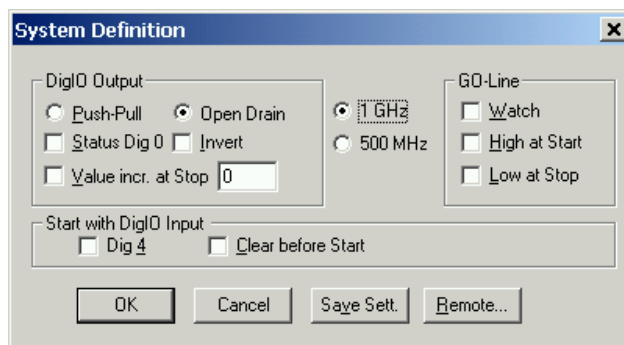 System Definition
DigIO Output
Push-Pull
Open Drain
Status Dig 0
Invert
Value incr. at Stop
0
1 GHz
500 MHz
GO-Line
Watch
High at Start
Low at Stop
Start with DigIO Input
Dig 4
Clear before Start
OK
Cancel
Save Sett.
Remote...